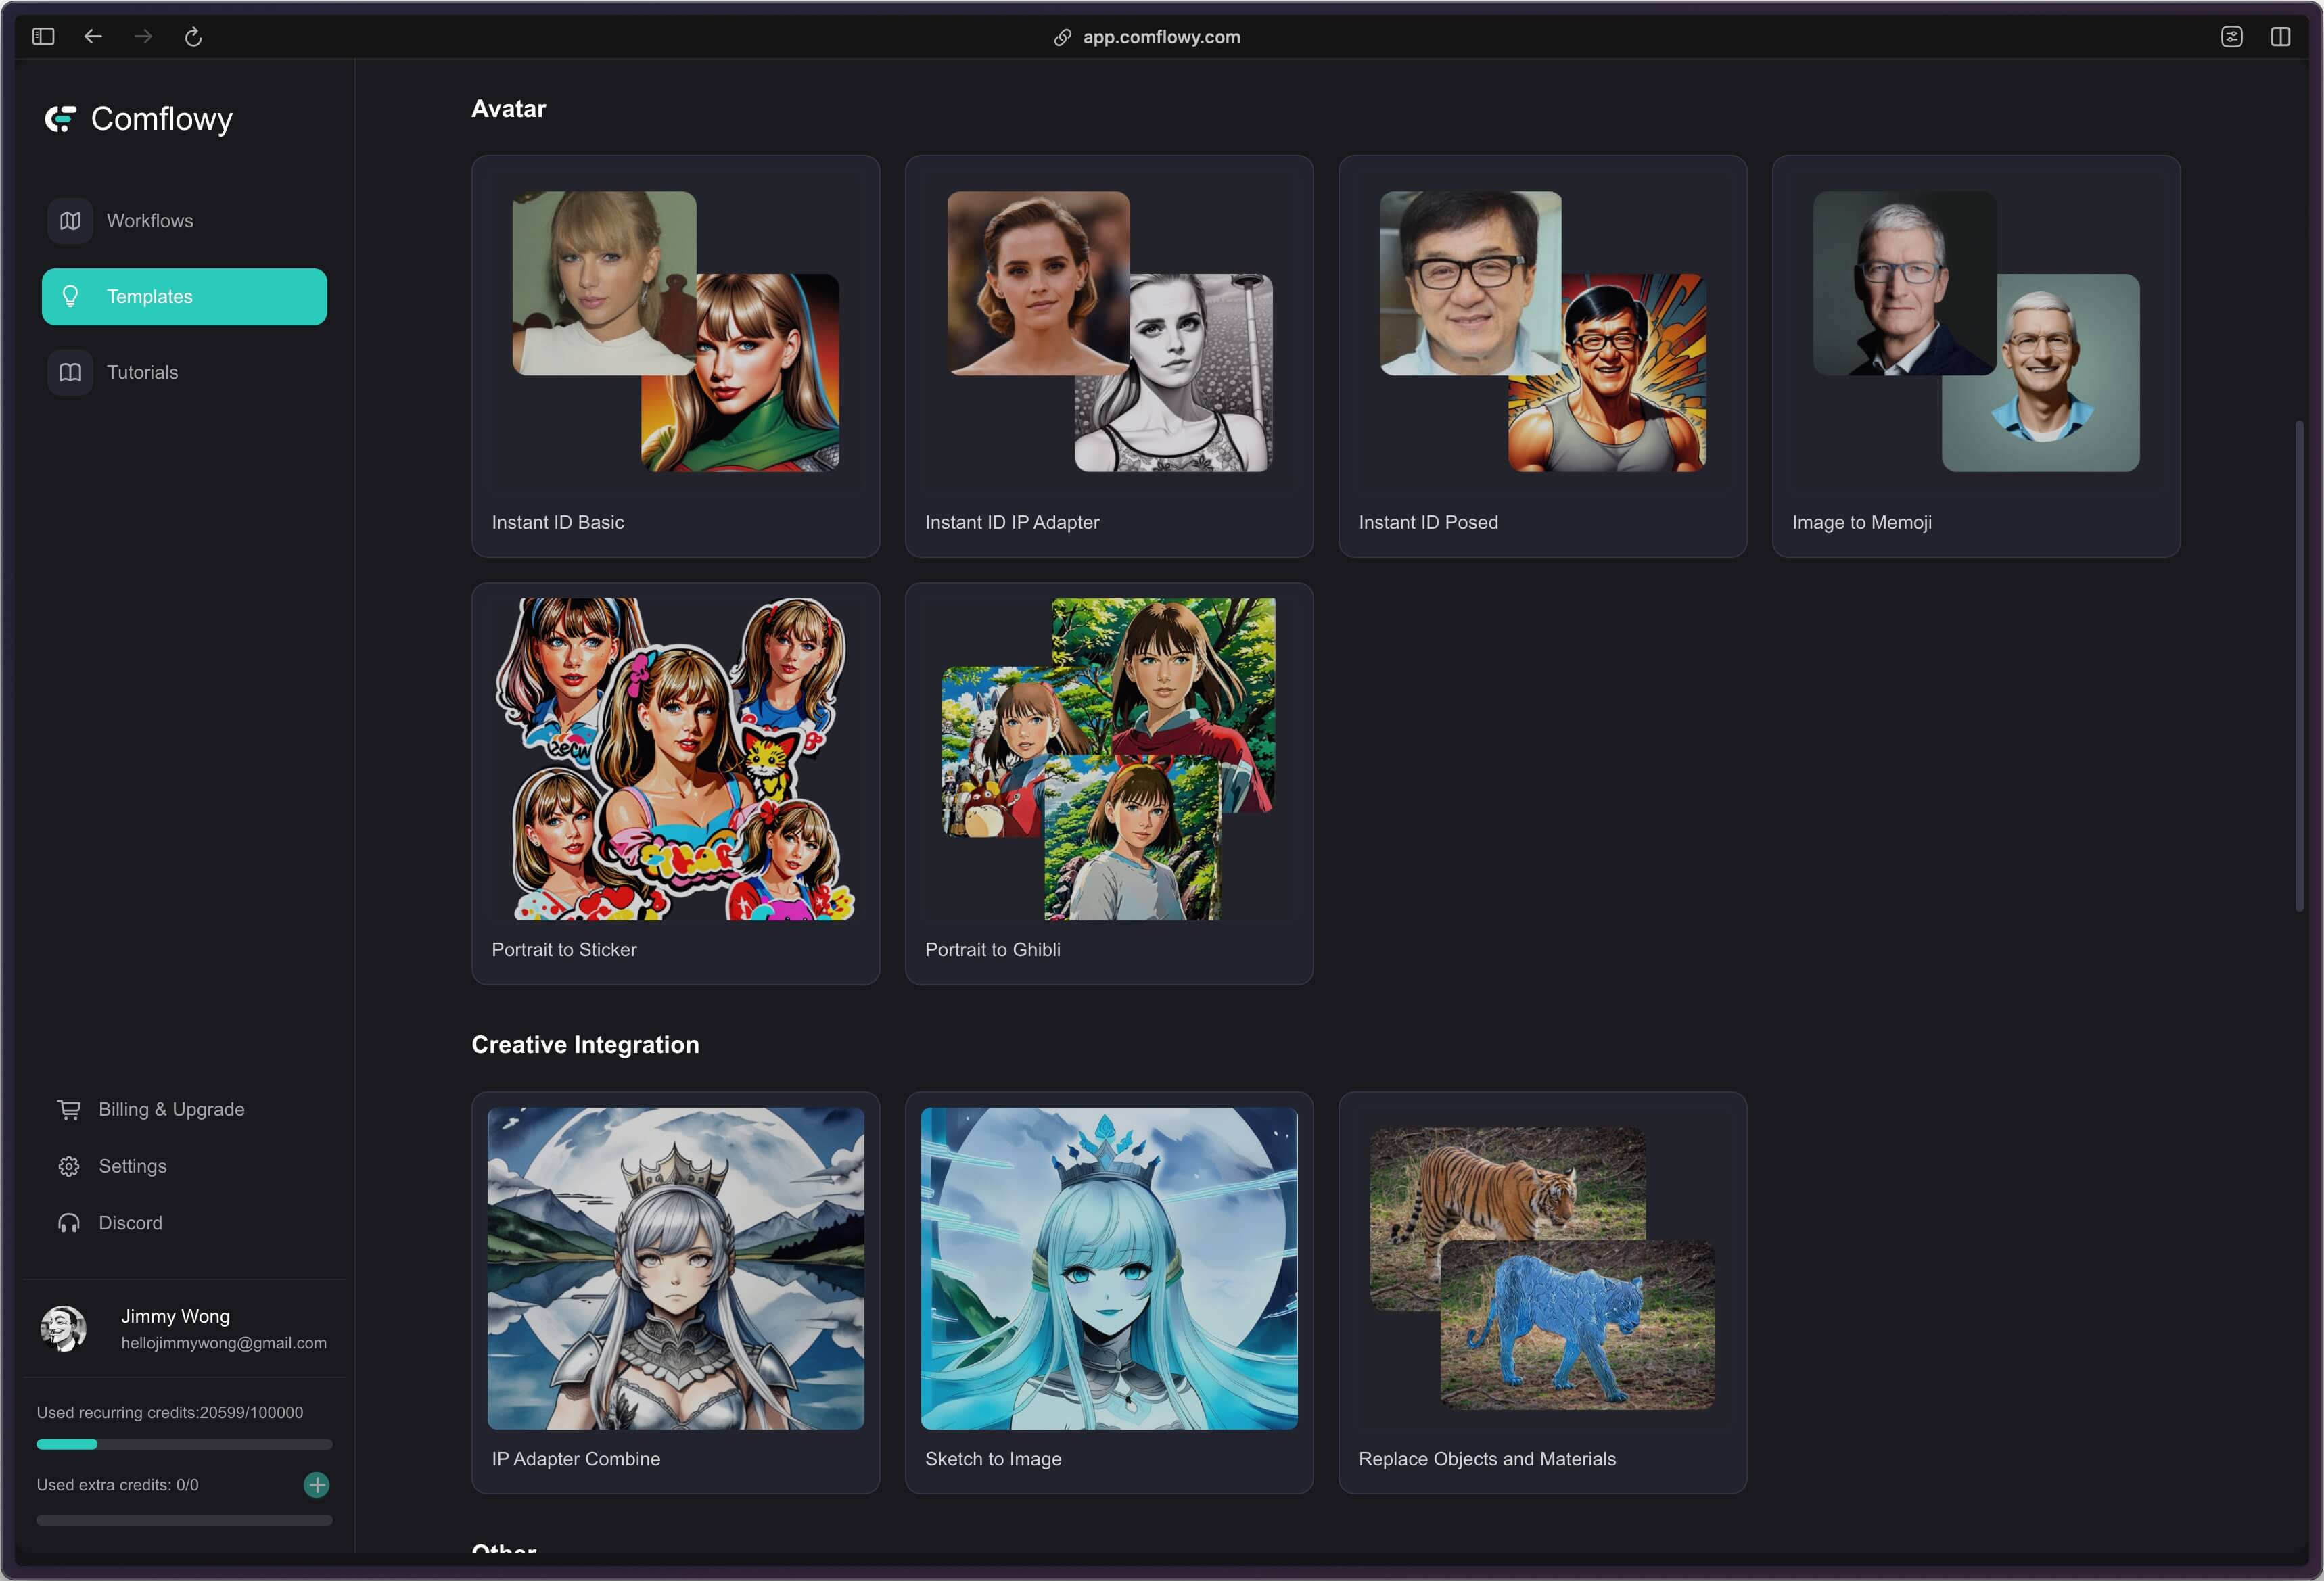 app.comflowy.com
Comflowy
Workflows
Templates
Tutorials
Billing & Upgrade
Settings
Discord
Jimmy Wong
hellojimmywong@gmail.com
Used recurring credits:20599/100000
Used extra credits: 0/0
Avatar
Instant ID Basic
Instant ID IP Adapter
Instant ID Posed
Image to Memoji
Portrait to Sticker
Portrait to Ghibli
Creative Integration
IP Adapter Combine
Sketch to Image
Replace Objects and Materials
Other